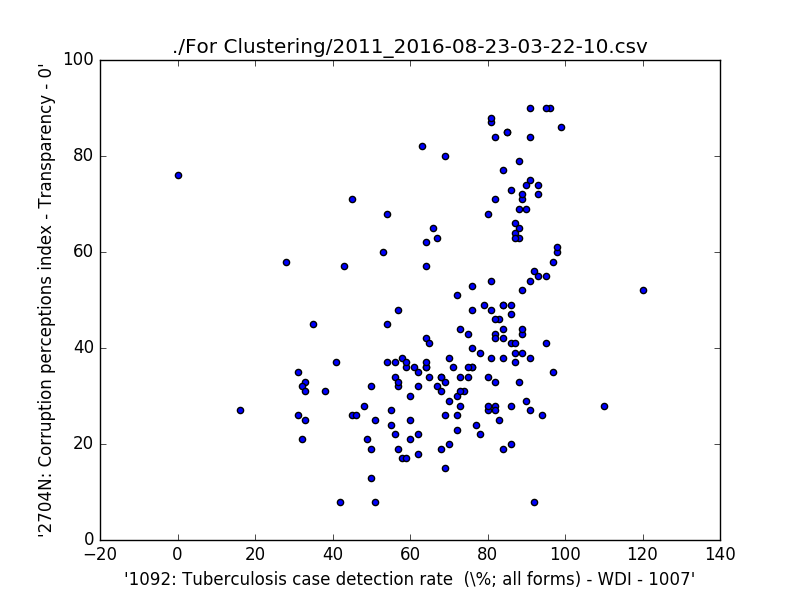 ./For Clustering/2011_2016-08-23-03-22-10.csv
100
80
60
40
20
0
'2704N: Corruption perceptions index - Transparency - 0'
−20 0 20 40 60 80 100 120 140
'1092: Tuberculosis case detection rate  (\%; all forms) - WDI - 1007'